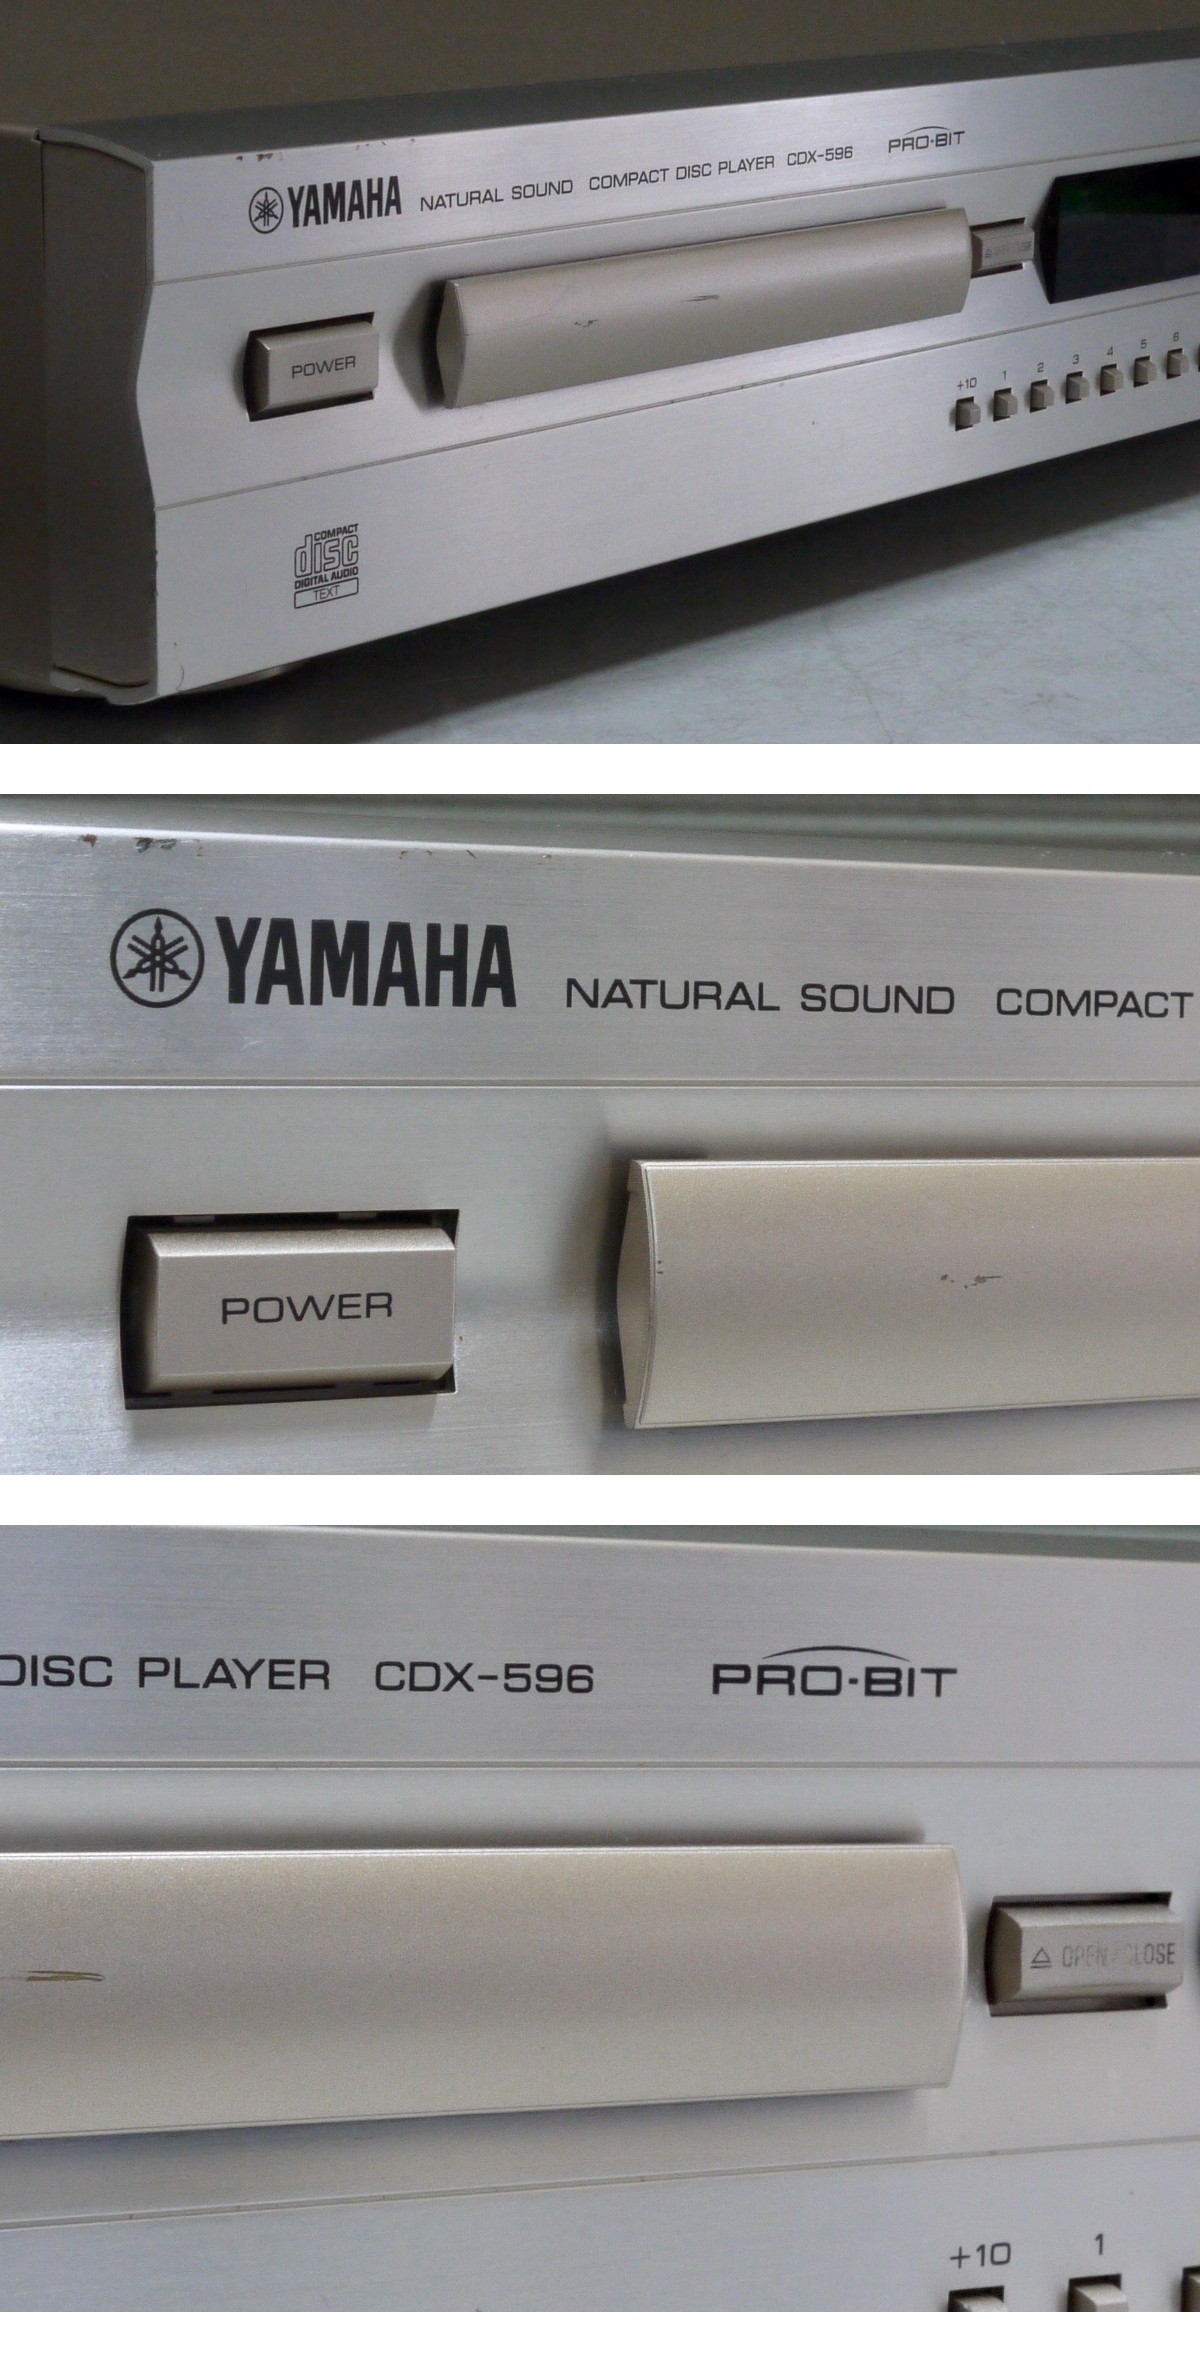 YAMAHA NATURAL SOUND COMPACT DISC PLAYER CDX-596 PRO·BIT
POWER
+10 1 2 3 4 5 6
COMPACT
disc
DIGITAL AUDIO
TEXT
YAMAHA NATURAL SOUND COMPACT
POWER
DISC PLAYER CDX-596 PRO·BIT
OPEN/CLOSE
+10 1